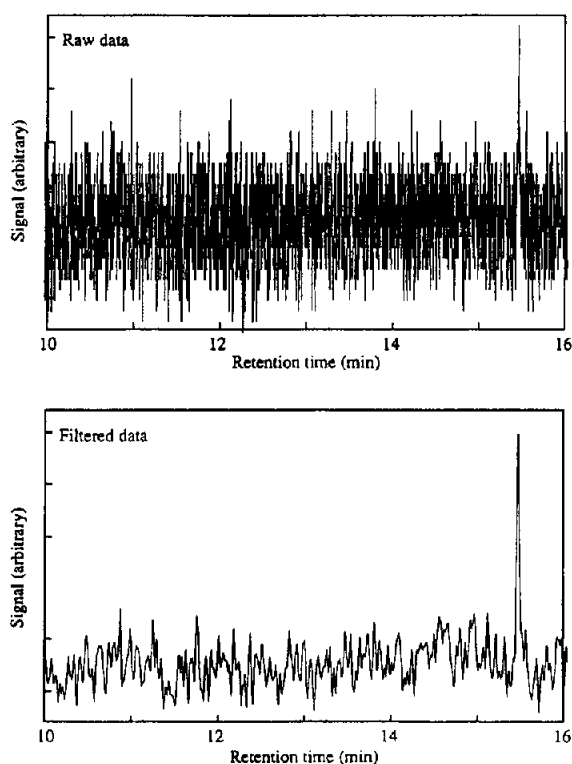 Raw data
Signal (arbitrary)
10 12 14 16
Retention time (min)
Filtered data
Signal (arbitrary)
10 12 14 16
Retention time (min)